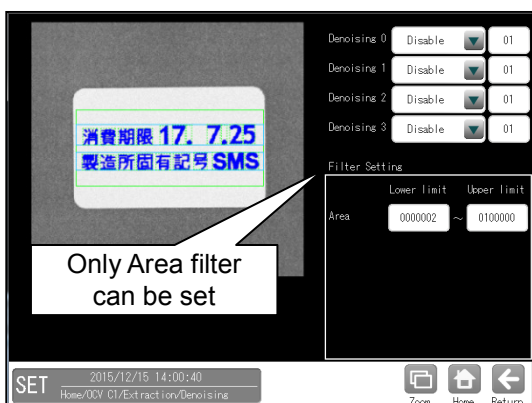 Denoising 0 Disable 01
Denoising 1 Disable 01
Denoising 2 Disable 01
Denoising 3 Disable 01
消費期限 17. 7.25
製造所固有記号 SMS
Filter Setting
Lower limit Upper limit
Area 0000002 ~ 0100000
Only Area filter
can be set
SET
2015/12/15 14:00:40
Home/OCV C1/Extraction/Denoising
Zoom Home Return